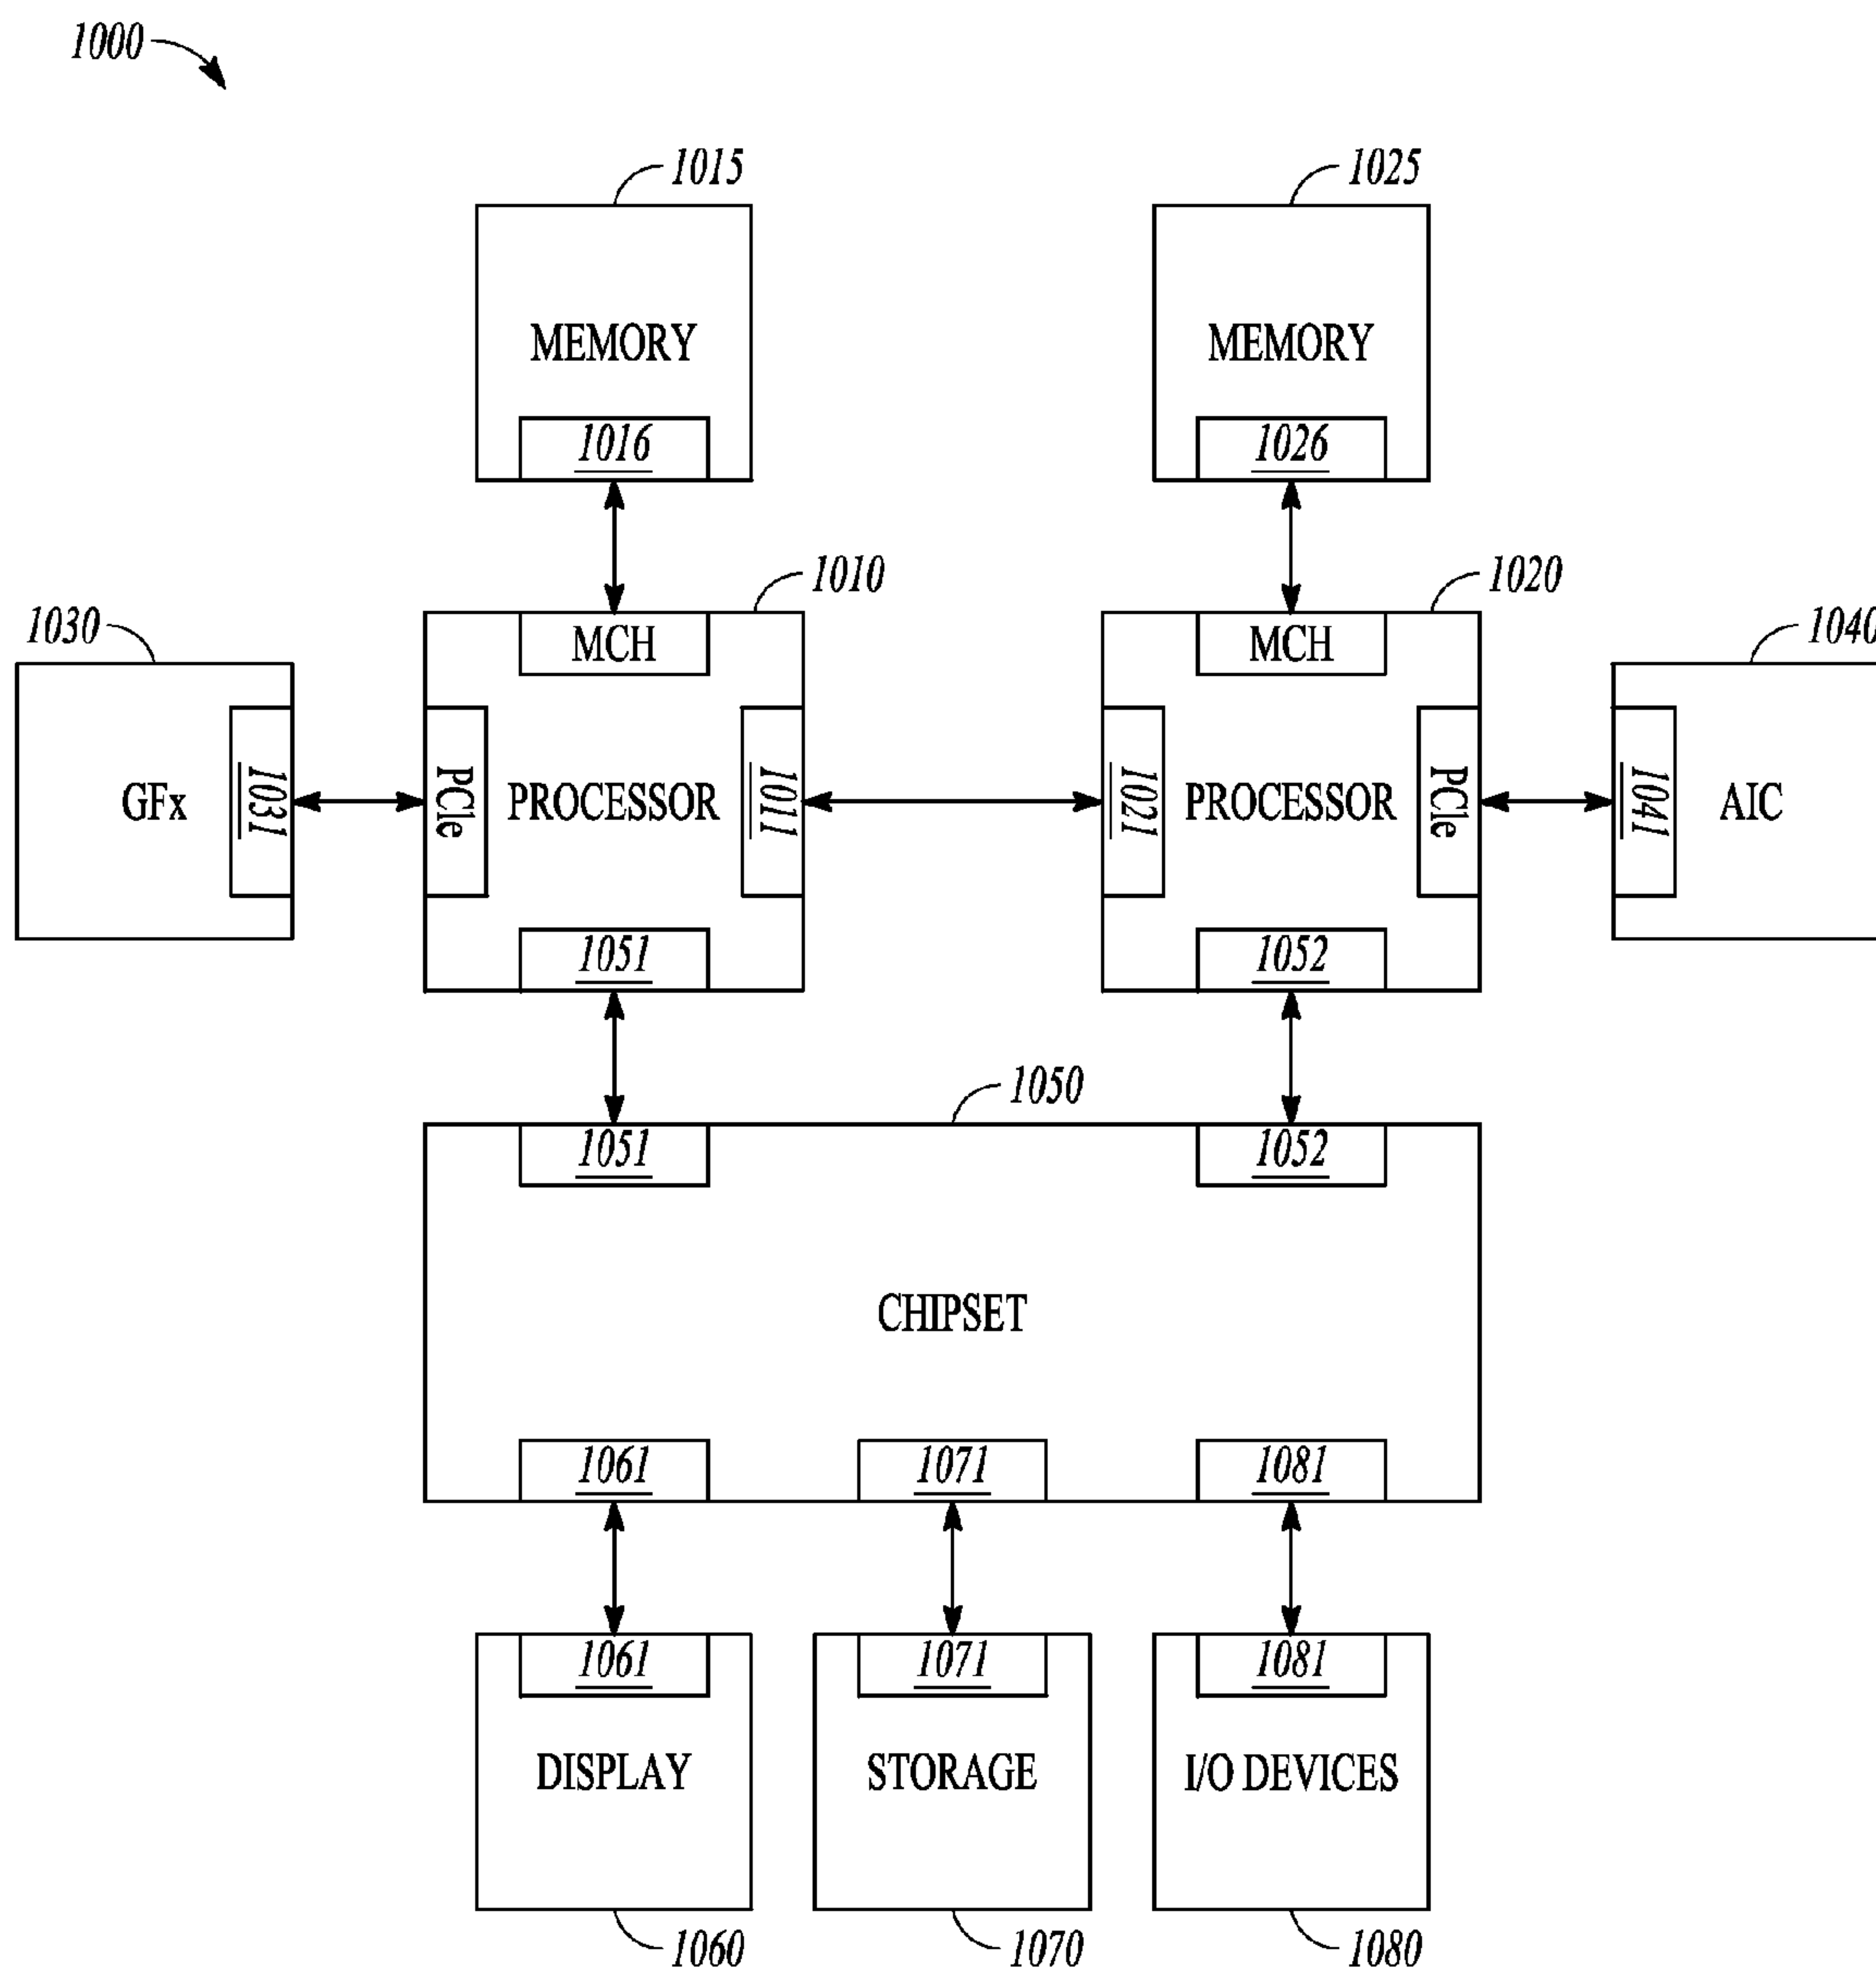 1000
1015
1025
MEMORY
MEMORY
1016
1026
1010
1020
1030
1040
MCH
MCH
GFx
1031
PCIe
PROCESSOR
1011
1021
PROCESSOR
PCIe
1041
AIC
1051
1052
1050
1051
1052
CHIPSET
1061
1071
1081
1061
1071
1081
DISPLAY
STORAGE
I/O DEVICES
1060
1070
1080